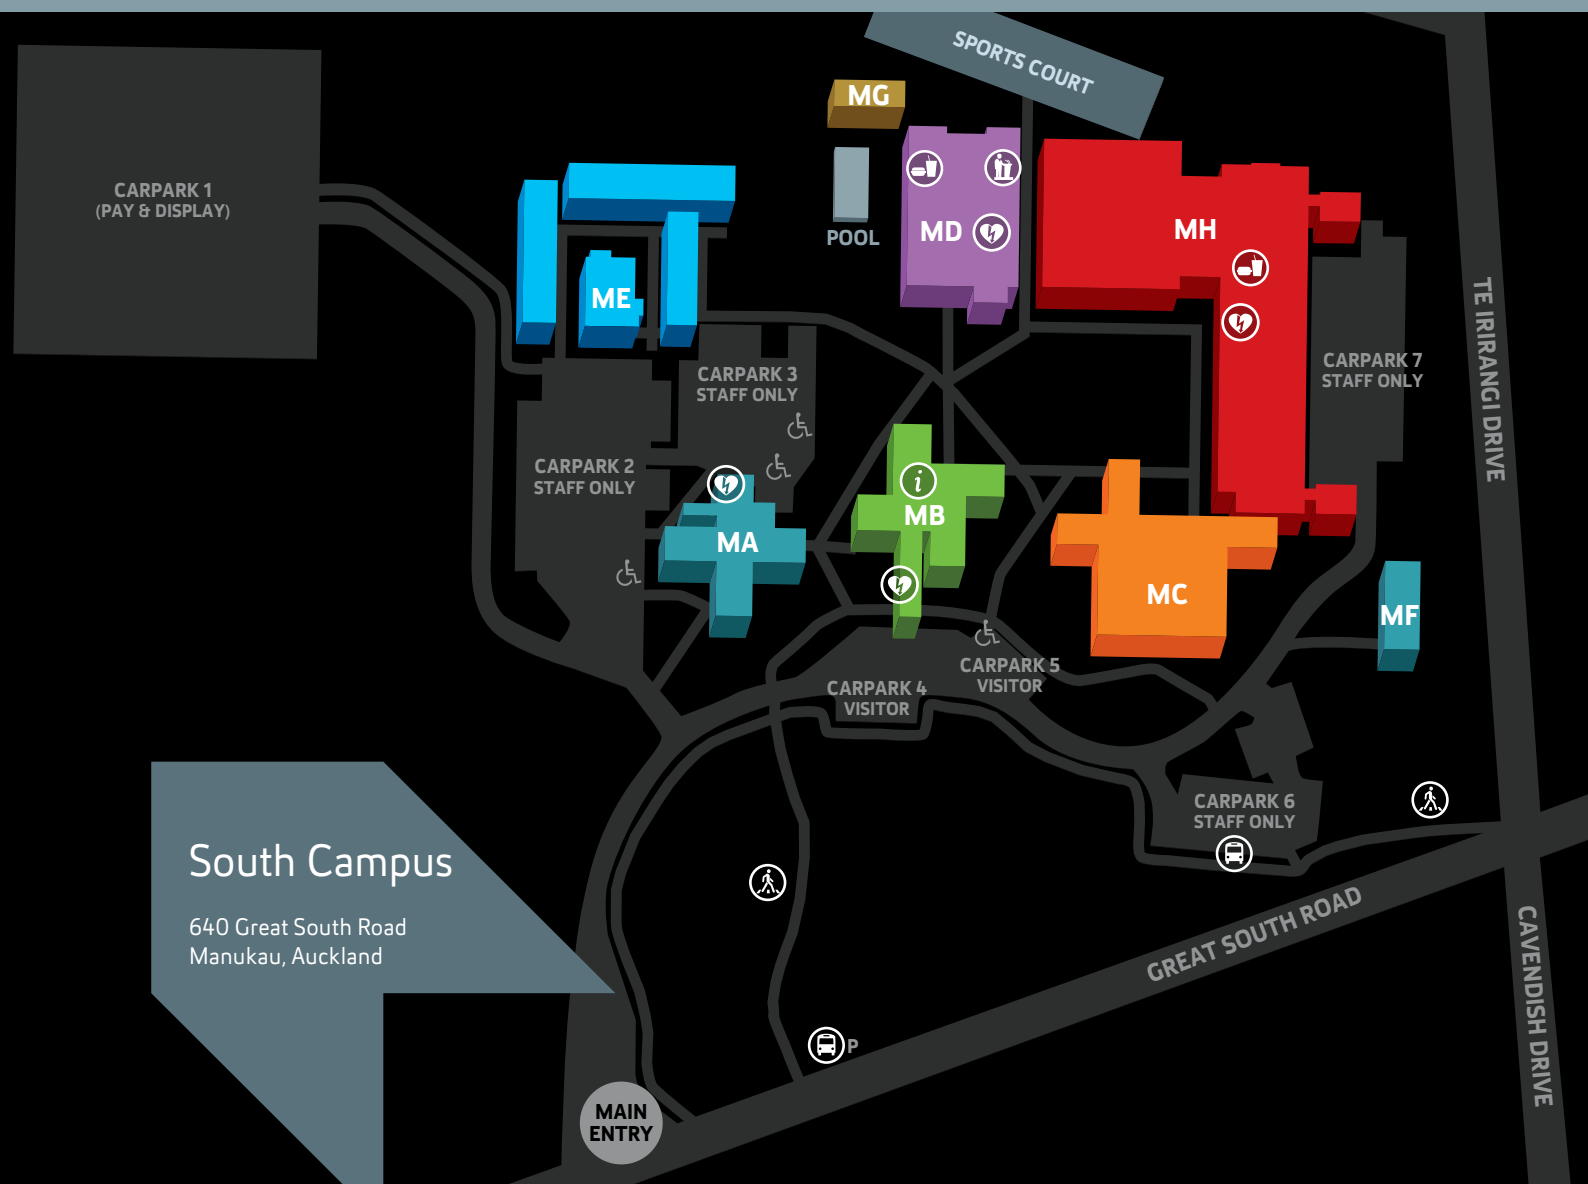 SPORTS COURT
MG
CARPARK 1
(PAY & DISPLAY)
MD
POOL
MH
ME
TE IRIRANGI DRIVE
CARPARK 3
STAFF ONLY
CARPARK 7
STAFF ONLY
CARPARK 2
STAFF ONLY
i
MB
MA
MC
MF
CARPARK 5
VISITOR
CARPARK 4
VISITOR
CARPARK 6
STAFF ONLY
South Campus
640 Great South Road
Manukau, Auckland
GREAT SOUTH ROAD
CAVENDISH DRIVE
P
MAIN
ENTRY